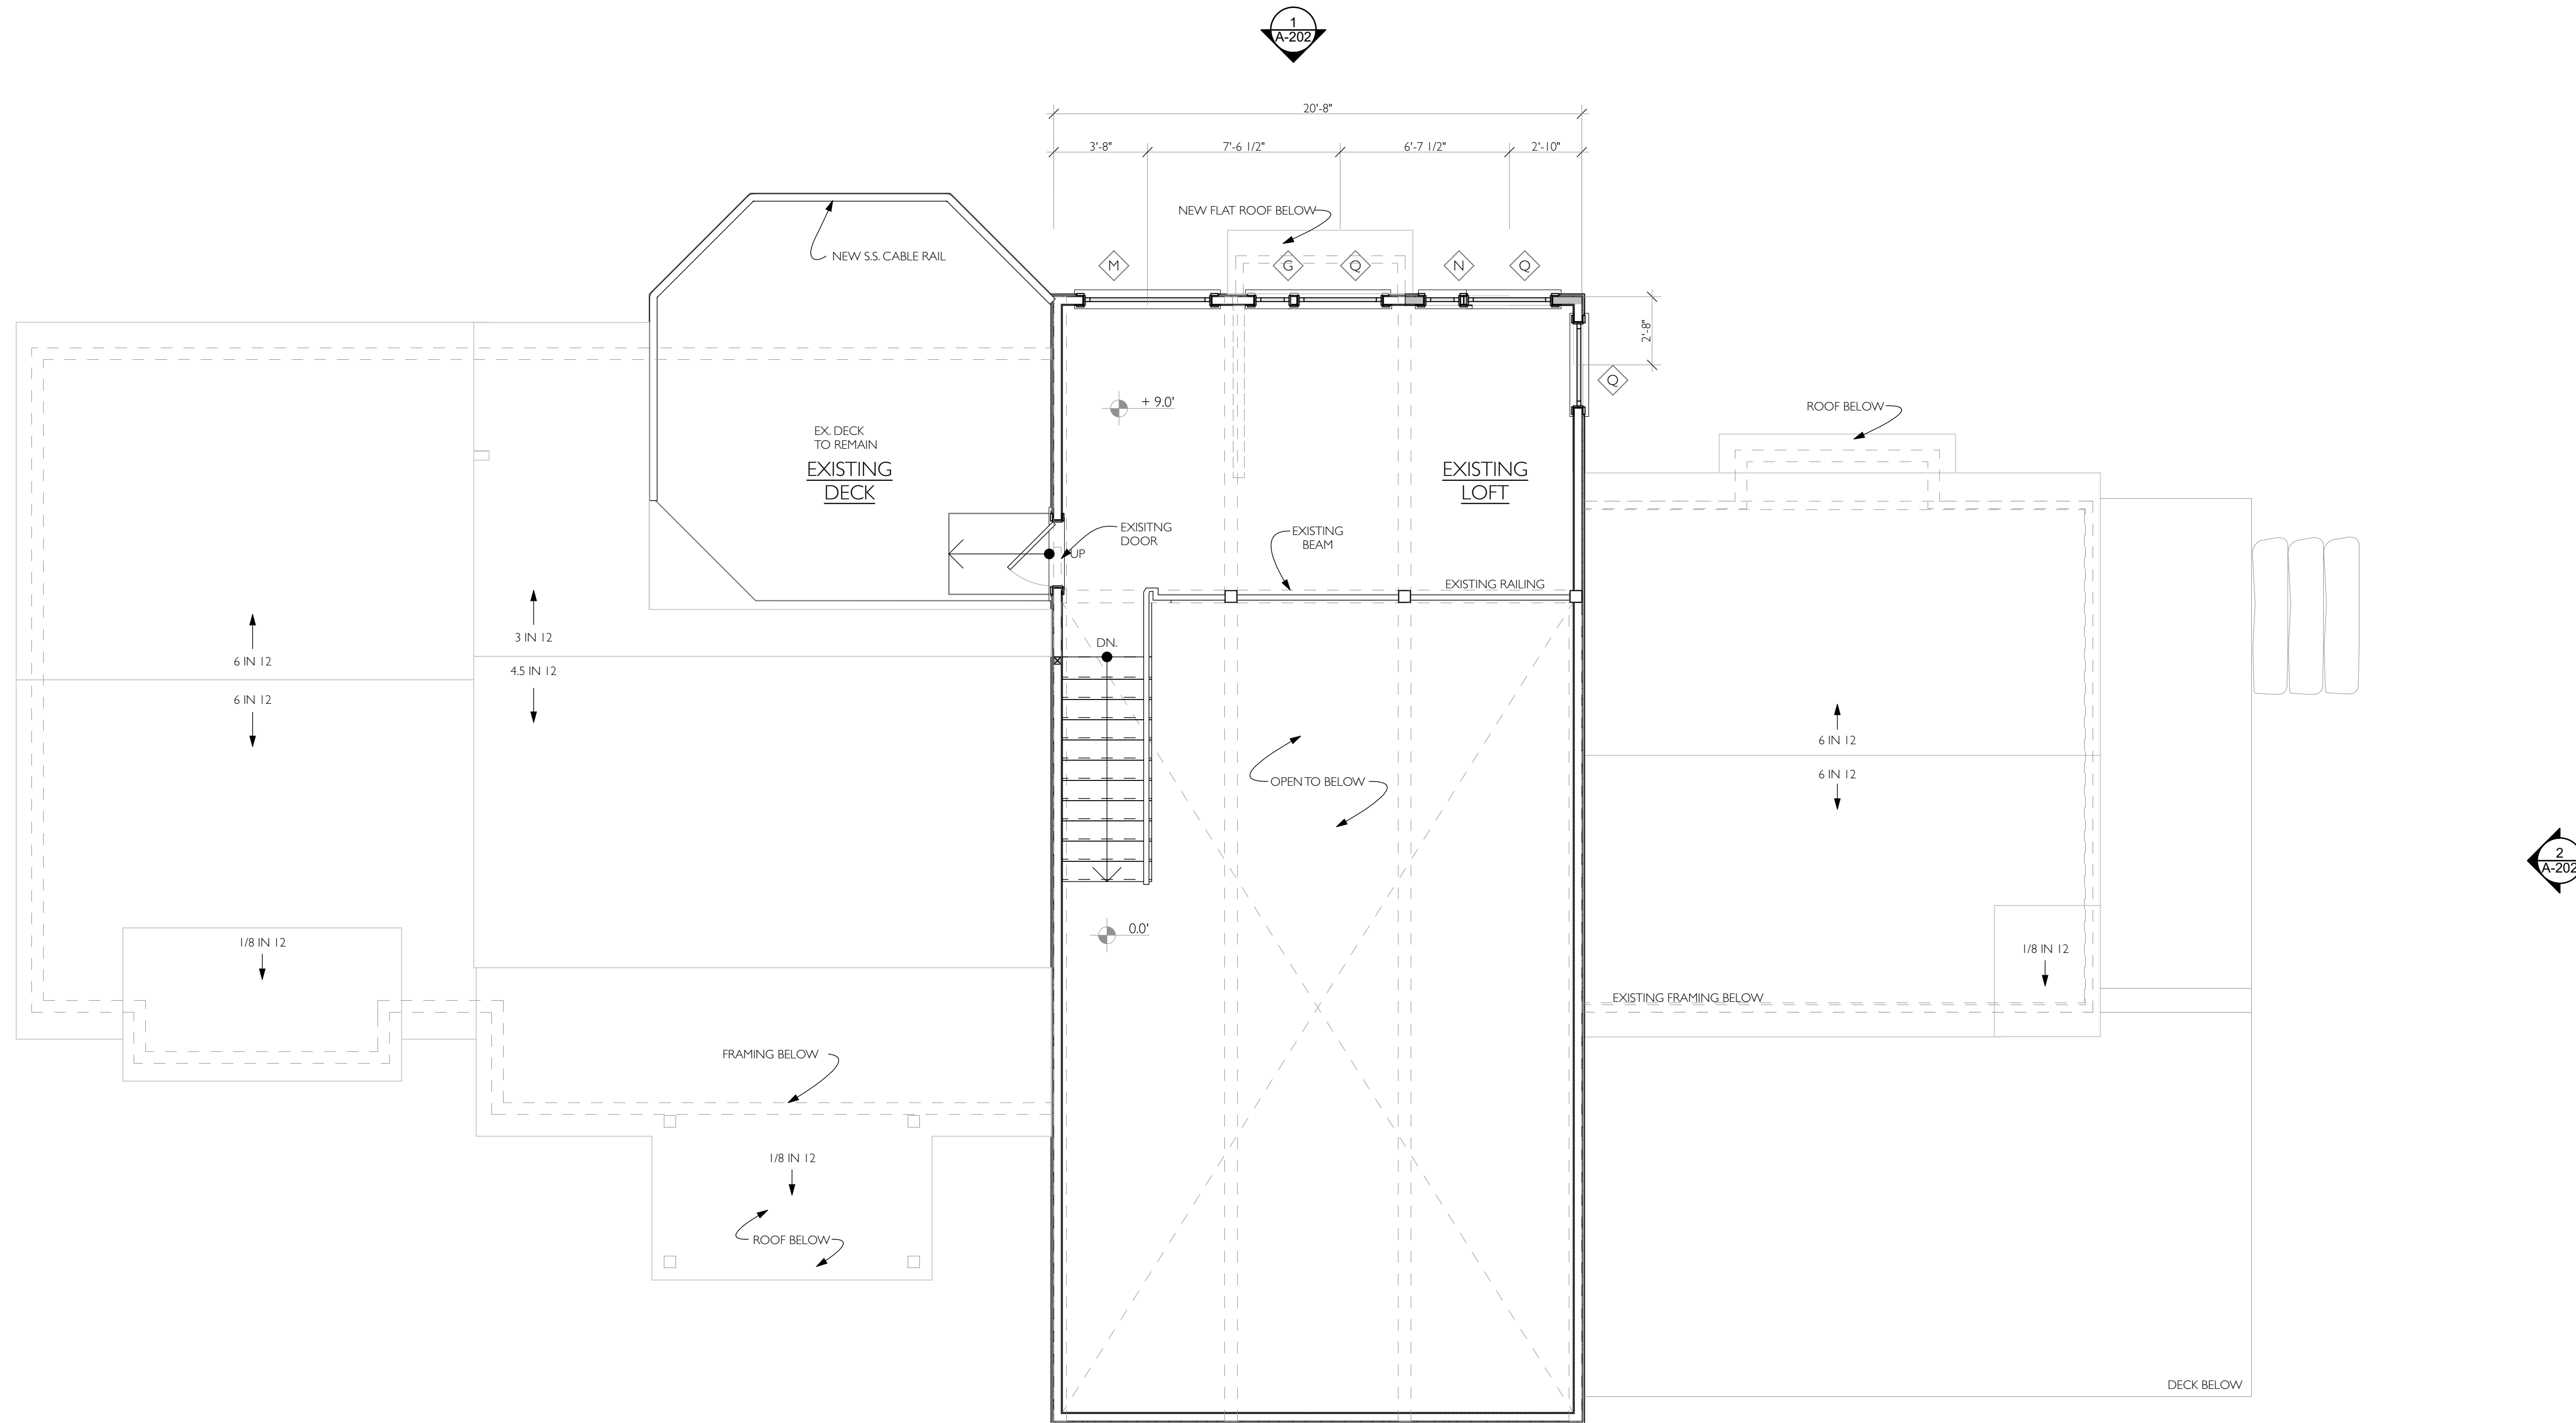 1
A-202
20'-8"
3'-8"
7'-6 1/2"
6'-7 1/2"
2'-10"
NEW FLAT ROOF BELOW
NEW S.S. CABLE RAIL
M
G
Q
N
Q
2'-8"
Q
+ 9.0'
ROOF BELOW
EX. DECK
TO REMAIN
EXISTING
DECK
EXISTING
LOFT
EXISITNG
DOOR
UP
EXISTING
BEAM
EXISTING RAILING
3 IN 12
DN.
6 IN 12
4.5 IN 12
6 IN 12
6 IN 12
6 IN 12
OPEN TO BELOW
2
A-202
0.0'
1/8 IN 12
1/8 IN 12
EXISTING FRAMING BELOW
FRAMING BELOW
1/8 IN 12
ROOF BELOW
DECK BELOW